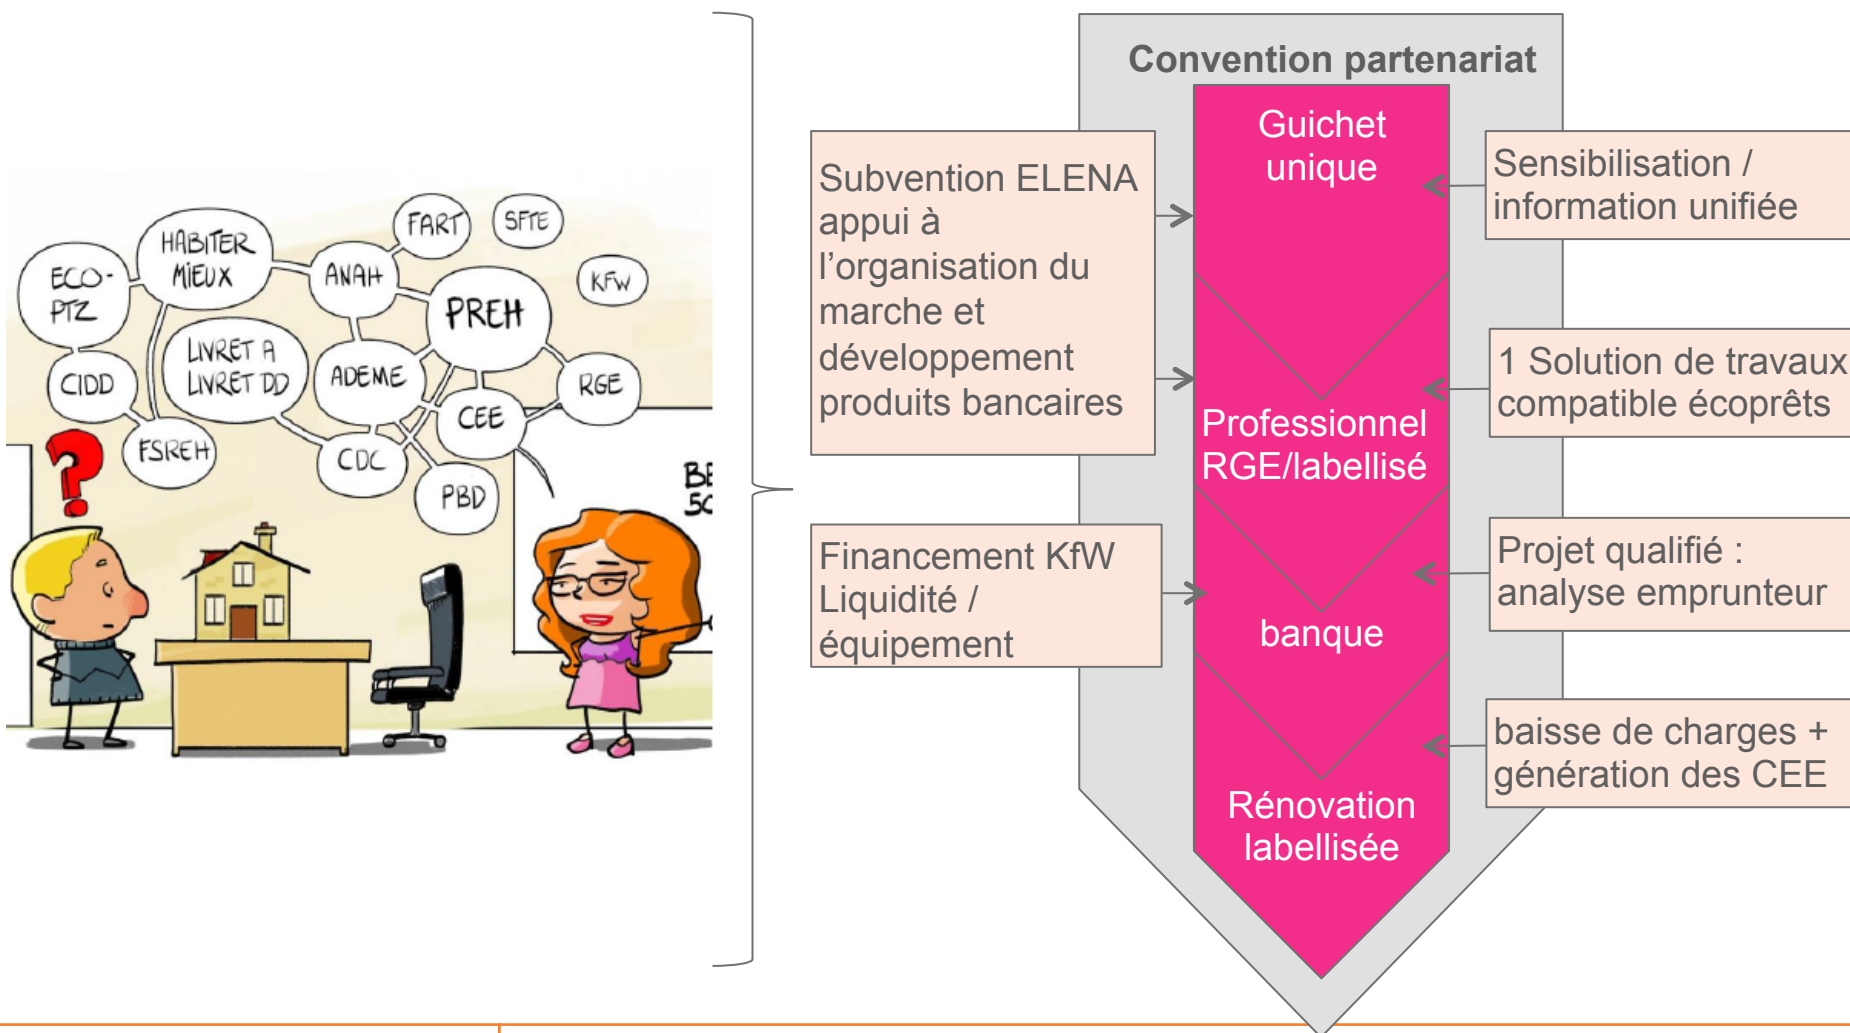 HABITER
MIEUX
ECO-
PTZ
ANAH
FART
SFTE
KFW
PREH
LIVRET A
LIVRET DD
CIDD
ADEME
RGE
CEE
FSREH
CDC
PBD
?
Convention partenariat
Guichet
unique
Professionnel
RGE/labellisé
banque
Rénovation
labellisée
Subvention ELENA
appui à
l’organisation du
marche et
développement
produits bancaires
Financement KfW
Liquidité /
équipement
Sensibilisation /
information unifiée
1 Solution de travaux
compatible écoprêts
Projet qualifié :
analyse emprunteur
baisse de charges +
génération des CEE